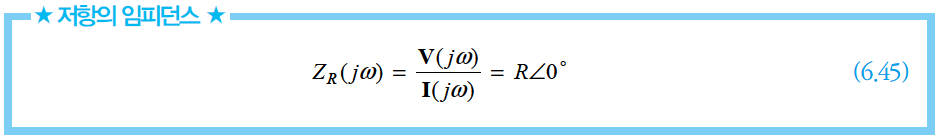 ★ 저항의 임피던스 ★
Z_R(jω) = V(jω) / I(jω) = R∠0° (6.45)